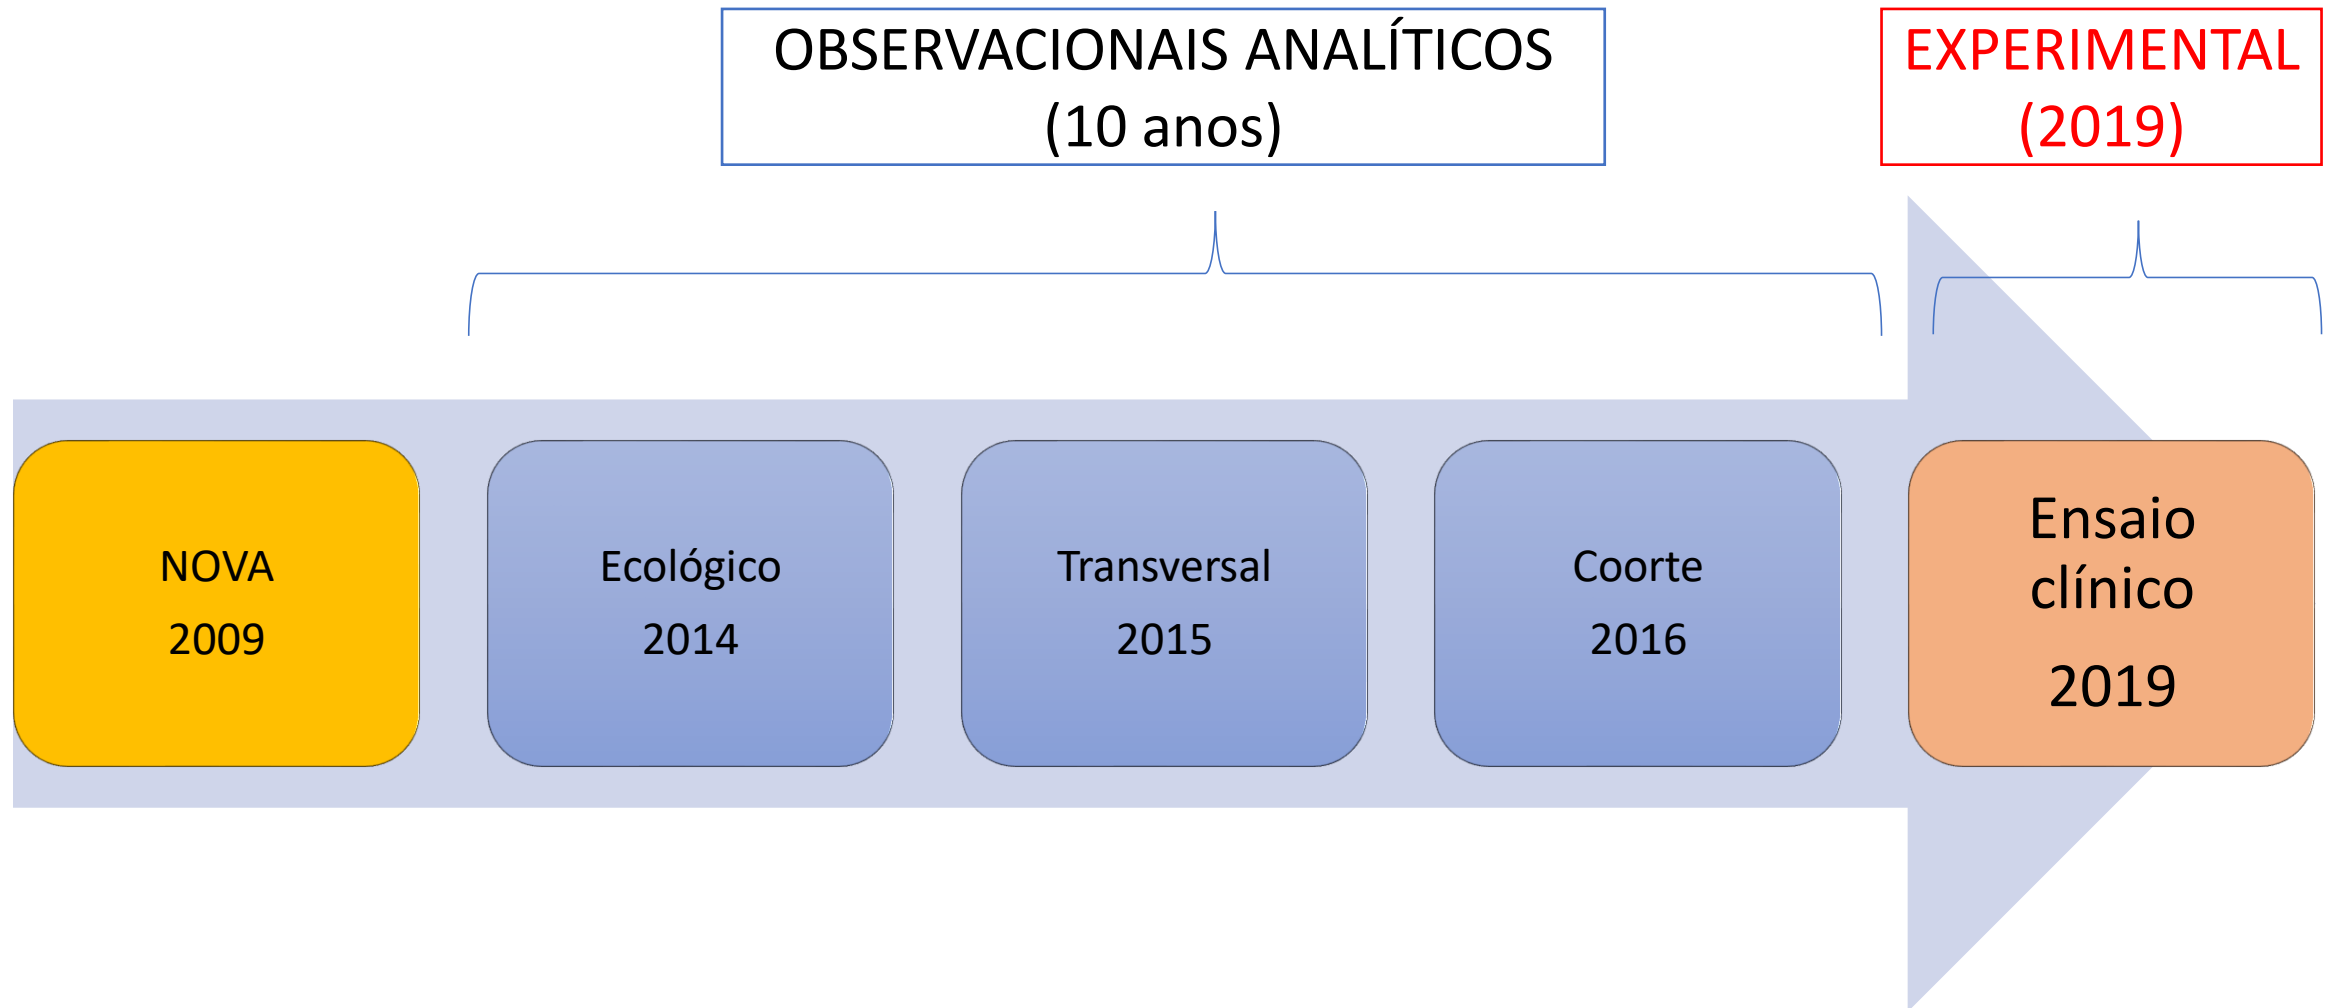 OBSERVACIONAIS ANALÍTICOS
(10 anos)
EXPERIMENTAL
(2019)
NOVA
2009
Ecológico
2014
Transversal
2015
Coorte
2016
Ensaio
clínico
2019